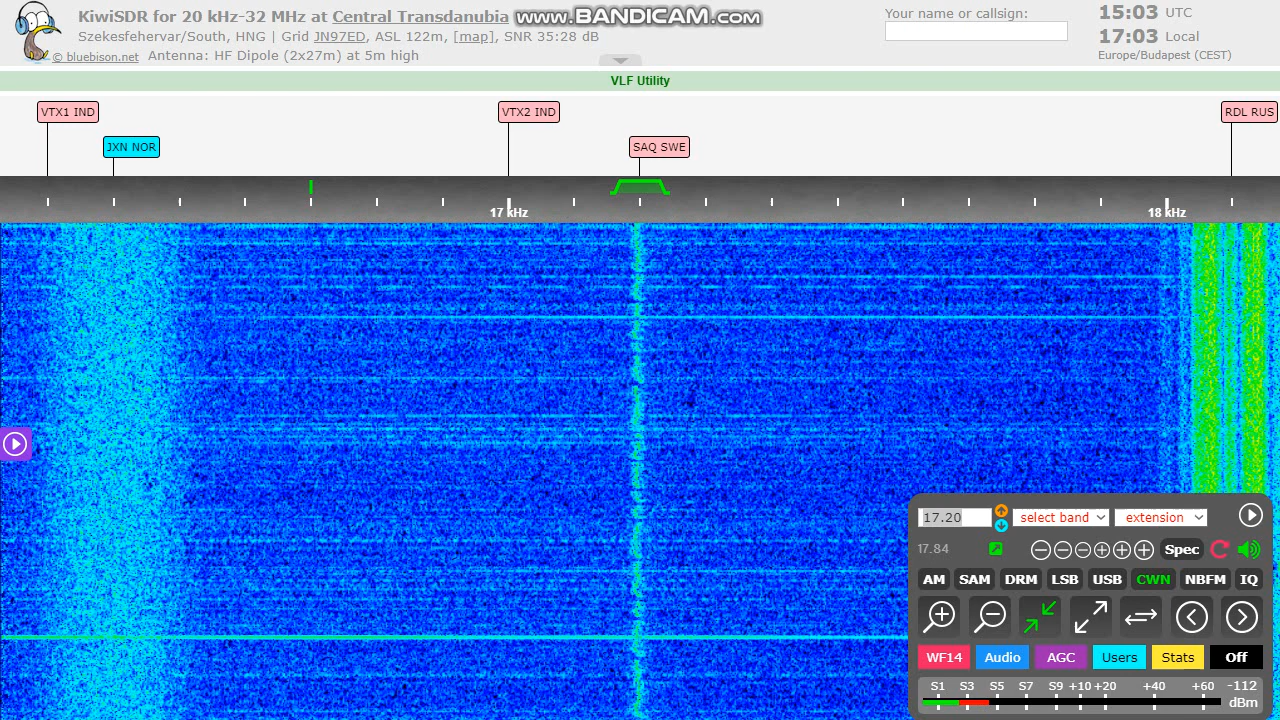 KiwiSDR for 20 kHz-32 MHz at Central Transdanubia
www.BANDICAM.com
Szekesfehervar/South, HNG | Grid JN97ED, ASL 122m, [map], SNR 35:28 dB
© bluebison.net Antenna: HF Dipole (2x27m) at 5m high
Your name or callsign:
15:03 UTC
17:03 Local
Europe/Budapest (CEST)
VLF Utility
VTX1 IND VTX2 IND RDL RUS
JXN NOR SAQ SWE
17 kHz 18 kHz
17.20 select band extension
17.84 Spec
AM SAM DRM LSB USB CWN NBFM IQ
WF14 Audio AGC Users Stats Off
S1 S3 S5 S7 S9 +10 +20 +40 +60 -112
dBm